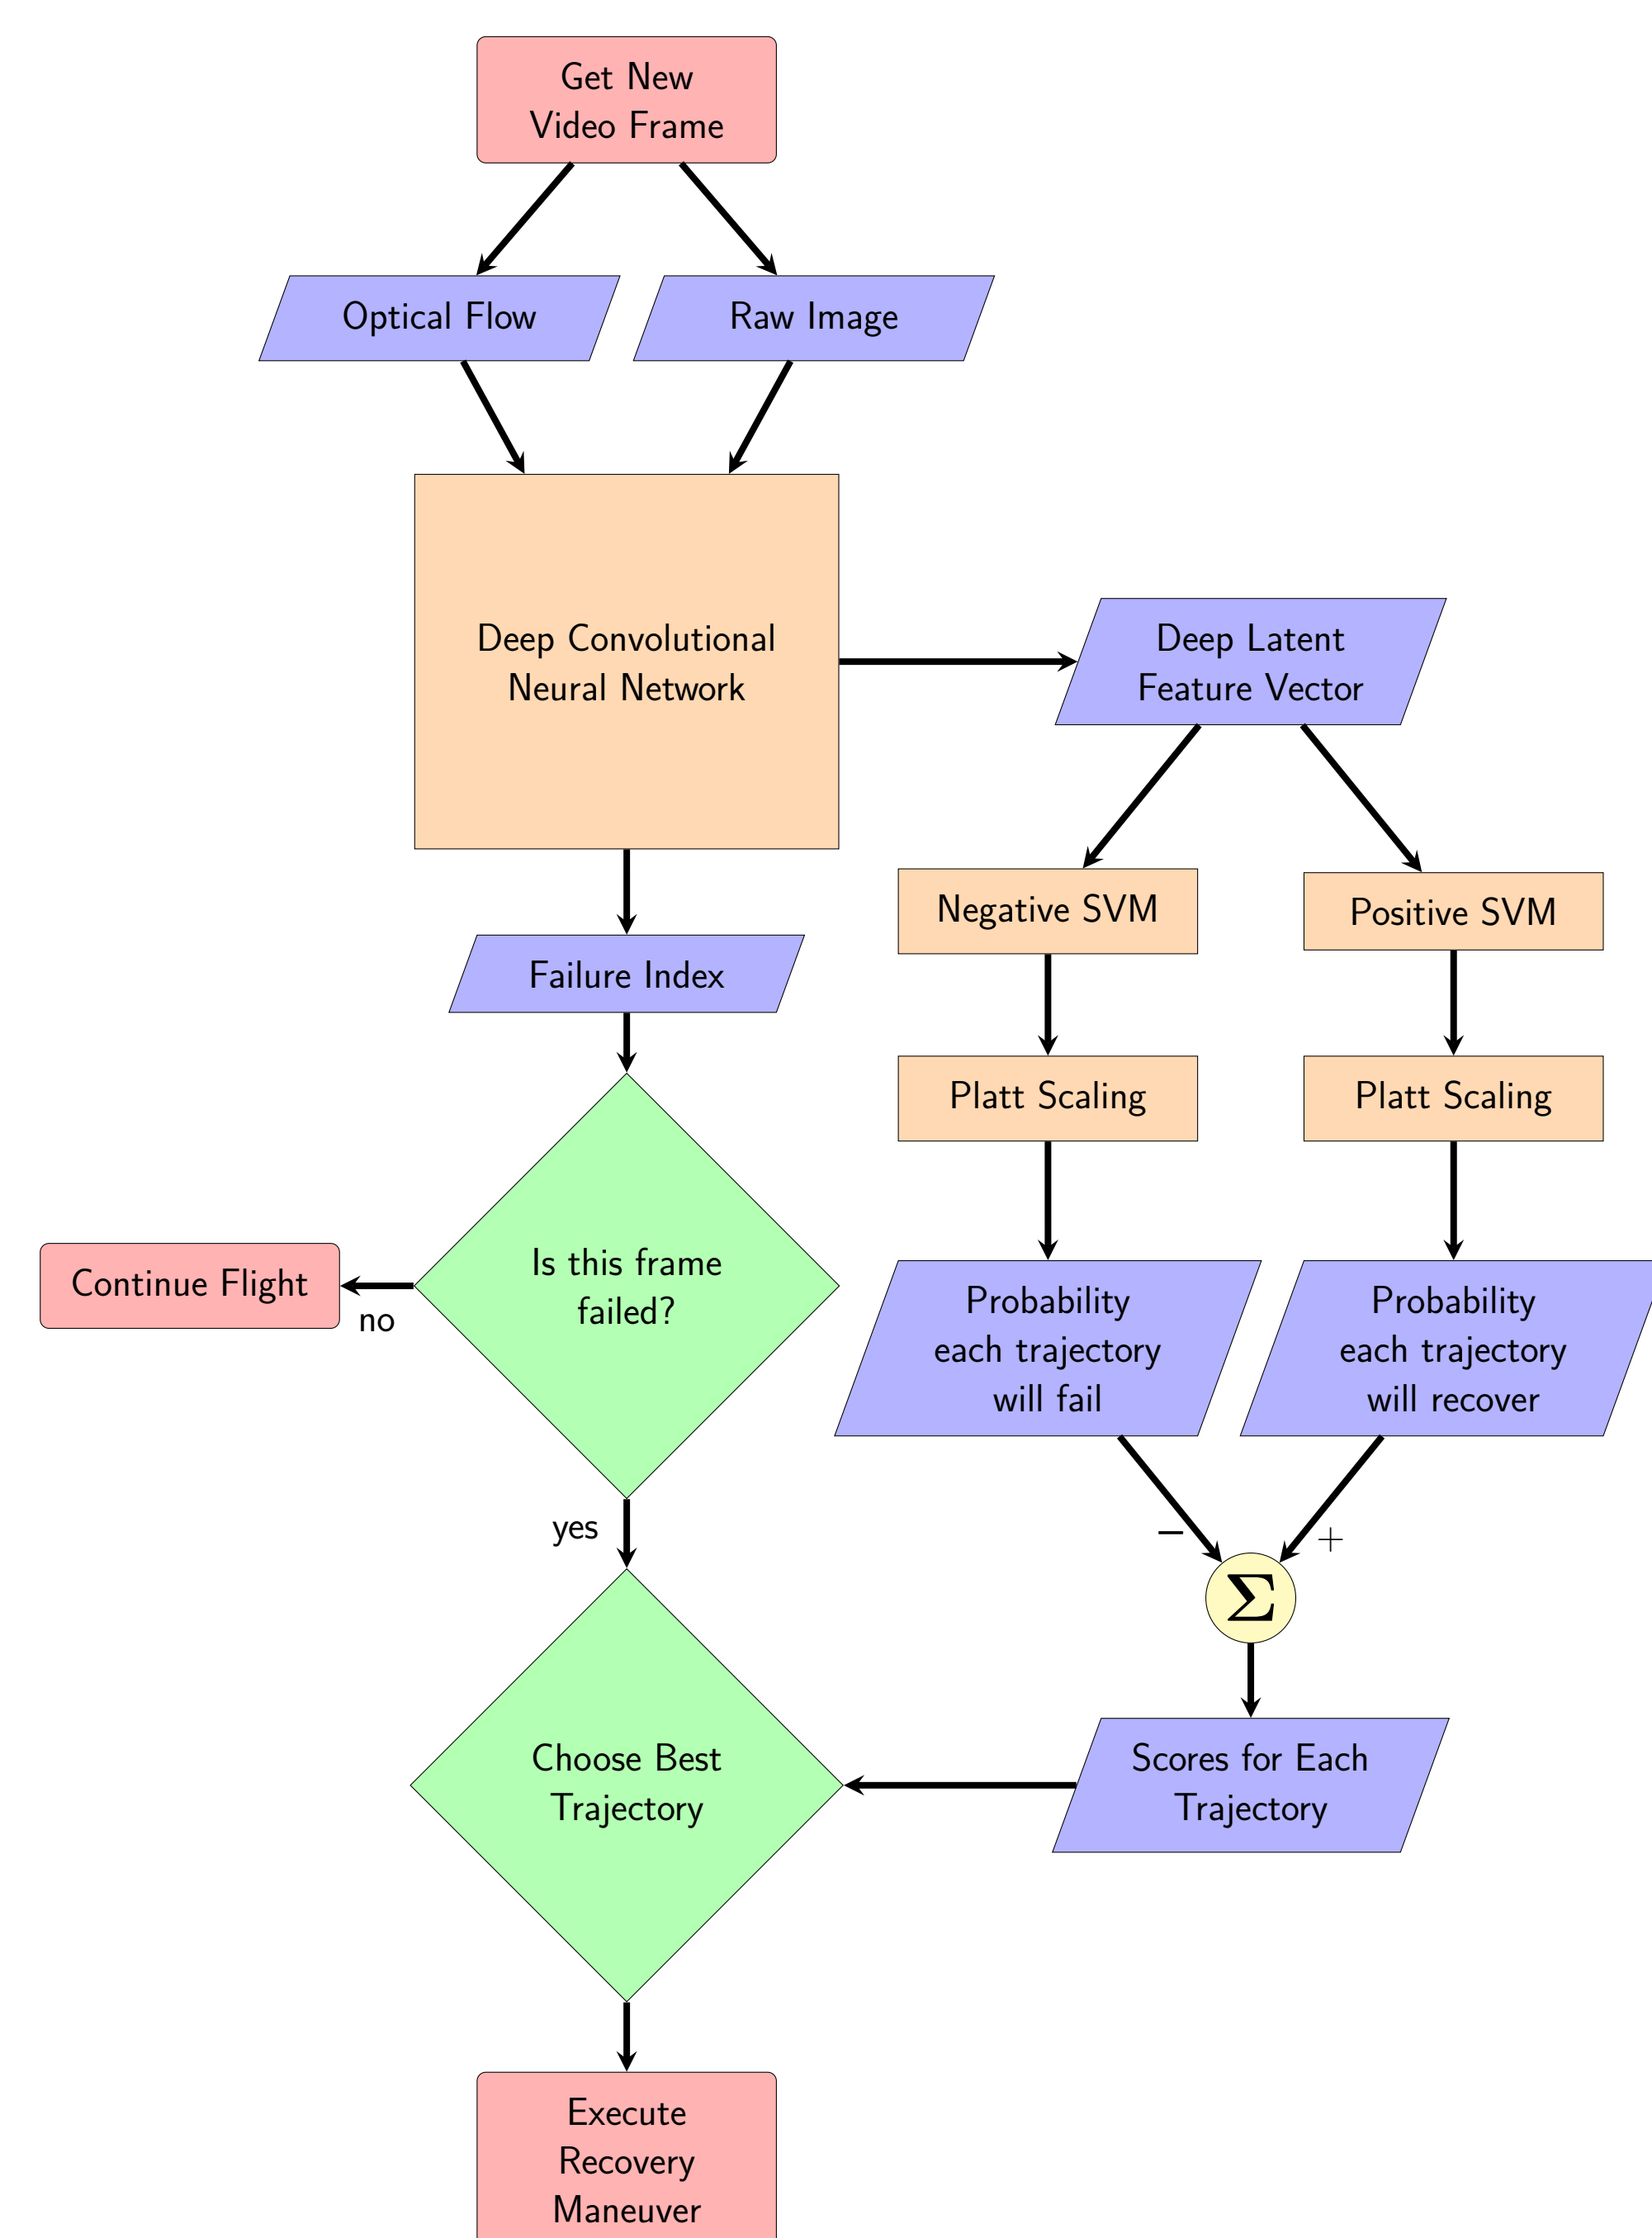 Get New
Video Frame
Optical Flow
Raw Image
Deep Convolutional
Neural Network
Deep Latent
Feature Vector
Negative SVM
Positive SVM
Failure Index
Platt Scaling
Platt Scaling
Is this frame
failed?
Continue Flight
no
Probability
each trajectory
will fail
Probability
each trajectory
will recover
yes
−
+
Σ
Choose Best
Trajectory
Scores for Each
Trajectory
Execute
Recovery
Maneuver